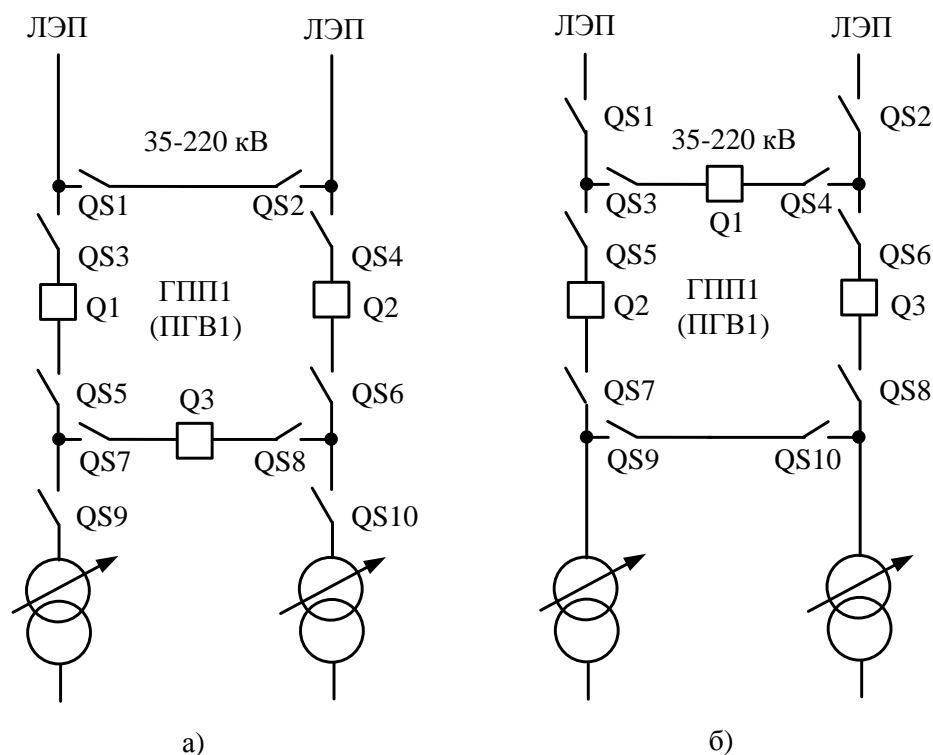 ЛЭП
ЛЭП
35-220 кВ
QS1
QS2
QS3
QS4
Q1
ГПП1
(ПГВ1)
Q2
QS5
Q3
QS6
QS7
QS8
QS9
QS10
а)
ЛЭП
ЛЭП
QS1
QS2
35-220 кВ
QS3
Q1
QS4
QS5
QS6
Q2
ГПП1
(ПГВ1)
Q3
QS7
QS8
QS9
QS10
б)